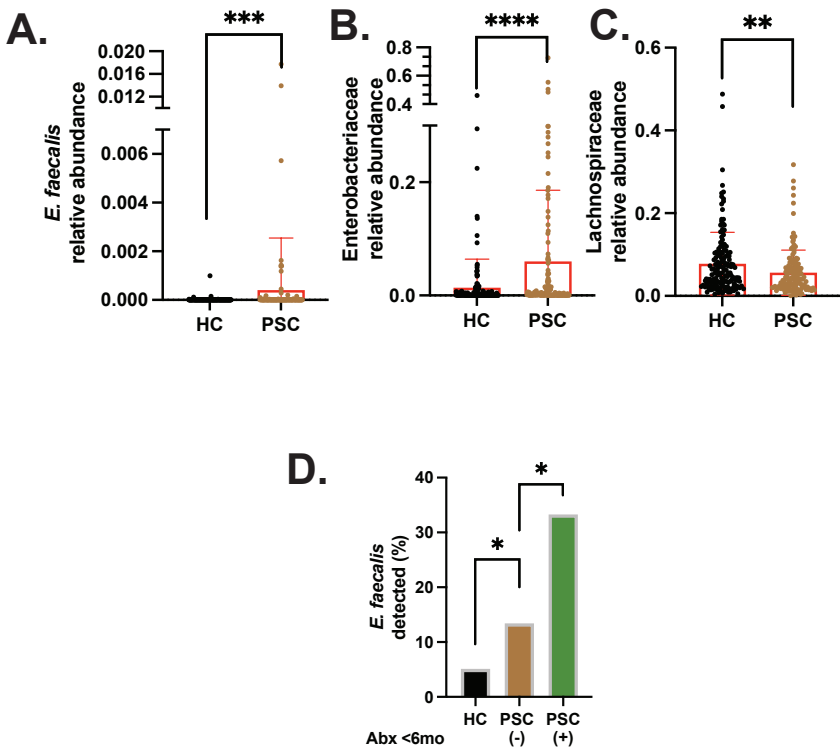 A.
***
E. faecalis
relative abundance
0.020
0.016
0.012
0.006
0.004
0.002
0.000
HC PSC
B.
****
Enterobacteriaceae
relative abundance
0.8
0.6
0.4
0.2
0.0
HC PSC
C.
**
Lachnospiraceae
relative abundance
0.6
0.4
0.2
0.0
HC PSC
D.
*
*
E. faecalis
detected (%)
40
30
20
10
0
HC PSC PSC
Abx <6mo (-) (+)